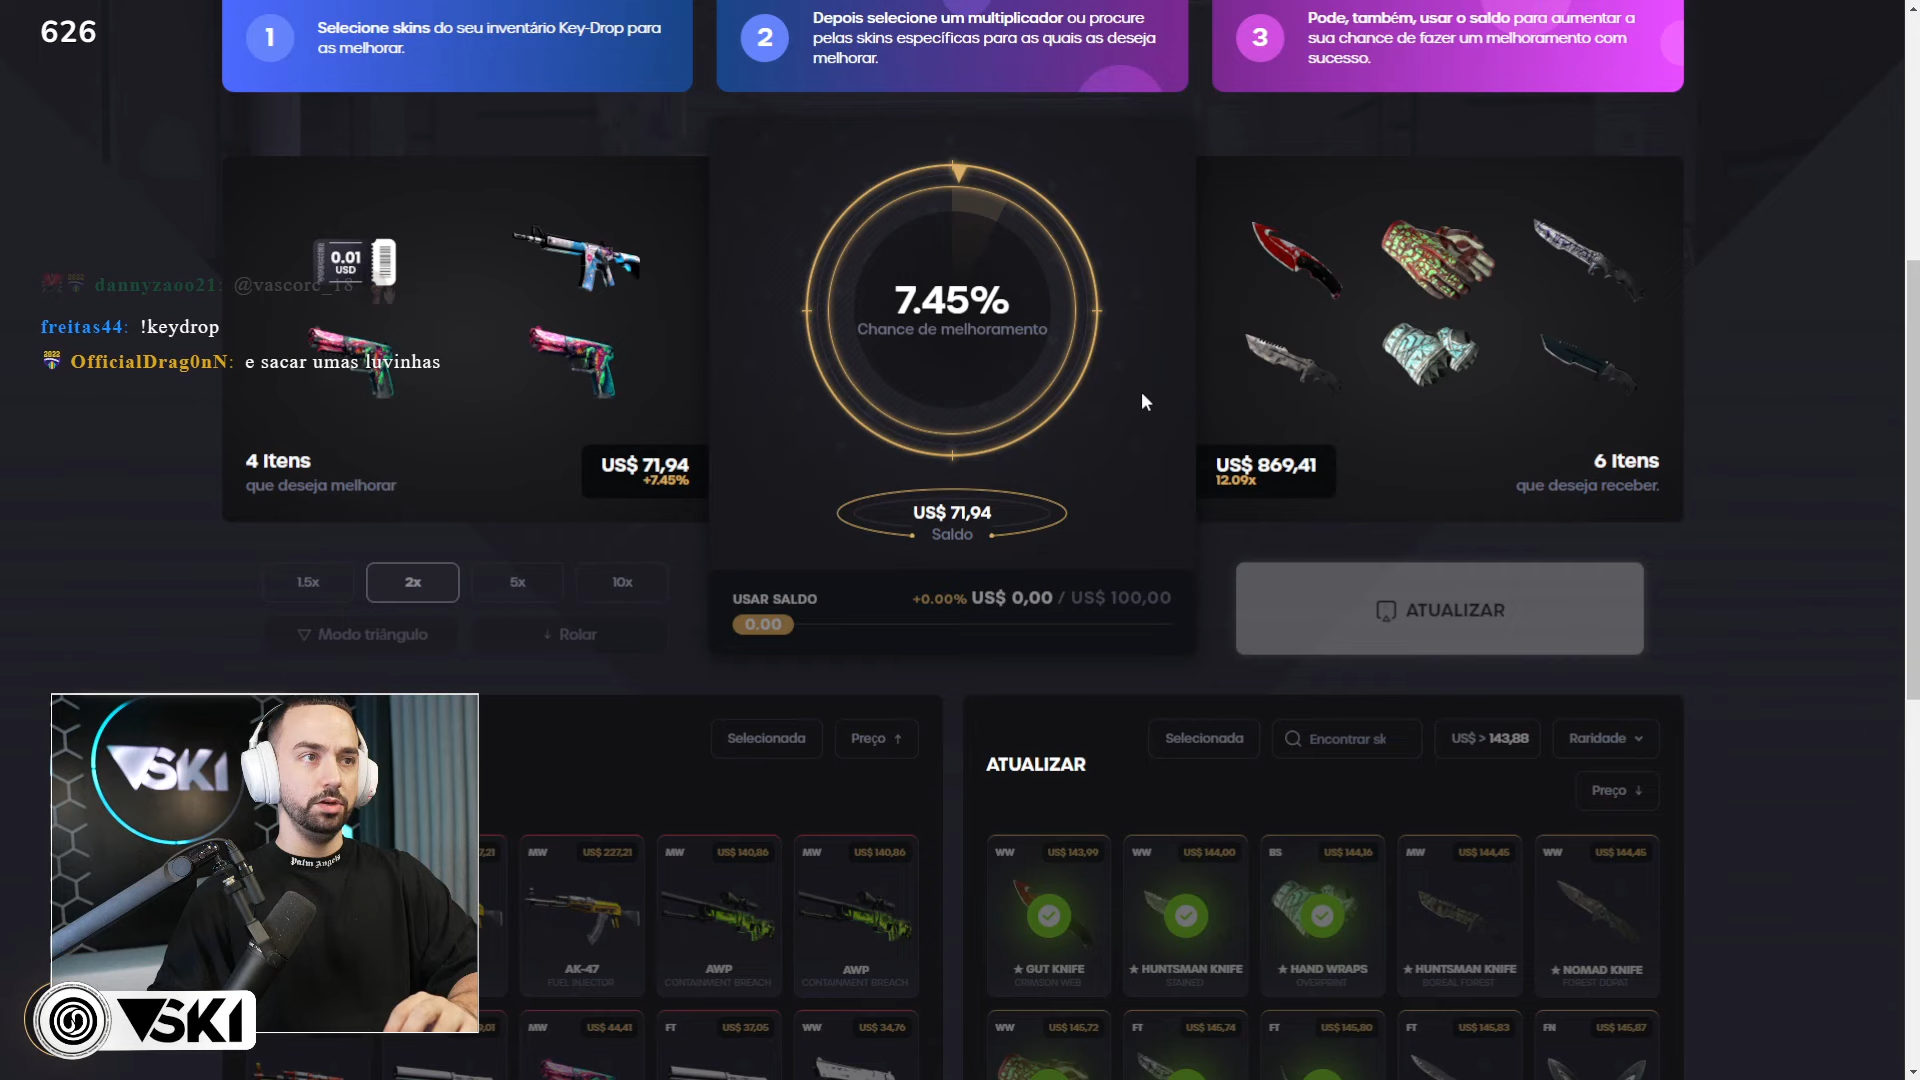 626
1
Selecione skins do seu inventário Key-Drop para
as melhorar.
2
Depois selecione um multiplicador ou procure
pelas skins específicas para as quais as deseja
melhorar.
3
Pode, também, usar o saldo para aumentar a
sua chance de fazer um melhoramento com
sucesso.
0.01
USD
dannyzaoo21: @vascorc_18
freitas44: !keydrop
OfficialDrag0nN: e sacar umas luvinhas
4 Itens
que deseja melhorar
US$ 71,94
+7.45%
7.45%
Chance de melhoramento
US$ 71,94
Saldo
US$ 869,41
12.09x
6 Itens
que deseja receber.
1.5x
2x
5x
10x
Modo triângulo
Rolar
USAR SALDO
+0.00% US$ 0,00 / US$ 100,00
0.00
ATUALIZAR
Selecionada
Preço
ATUALIZAR
Selecionada
Encontrar sk
US$ > 143,88
Raridade
Preço
7,21
MW US$ 227,21
AK-47
FUEL INJECTOR
MW US$ 140,86
AWP
CONTAINMENT BREACH
MW US$ 140,86
AWP
CONTAINMENT BREACH
WW US$ 143,99
★ GUT KNIFE
CRIMSON WEB
WW US$ 144,00
★ HUNTSMAN KNIFE
STAINED
BS US$ 144,16
★ HAND WRAPS
OVERPRINT
MW US$ 144,45
★ HUNTSMAN KNIFE
BOREAL FOREST
WW US$ 144,45
★ NOMAD KNIFE
FOREST DDPAT
9,01
MW US$ 44,41
FT US$ 37,05
WW US$ 34,76
WW US$ 145,72
FT US$ 145,74
FT US$ 145,80
FT US$ 145,83
FN US$ 145,87
VSKI
Palm Angels
VSKI